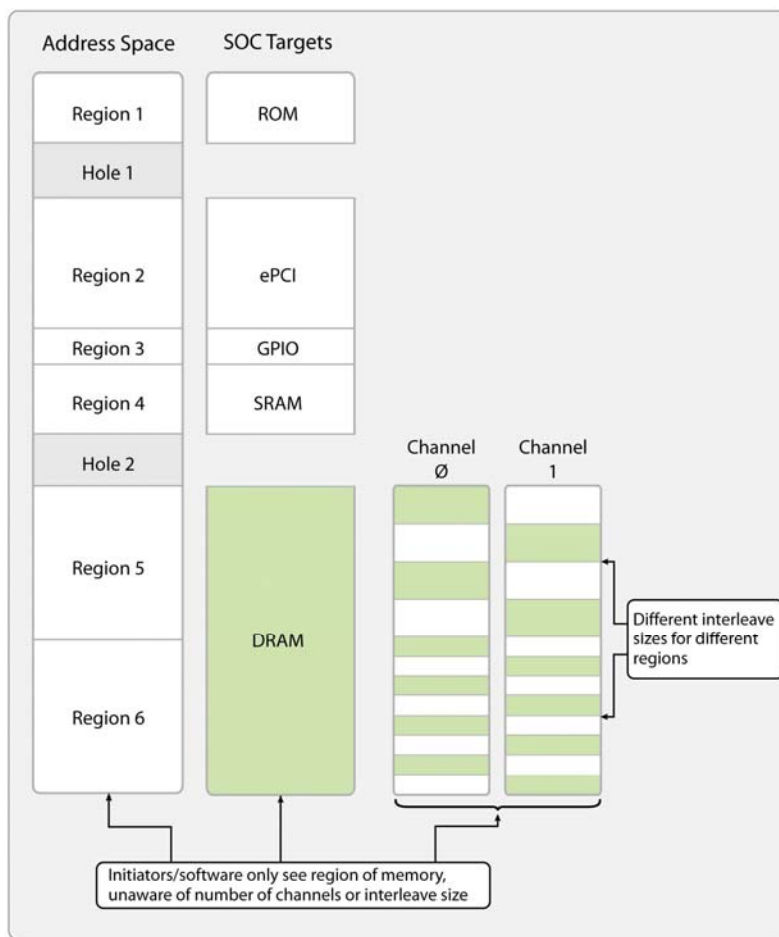 Address Space
SOC Targets
Region 1
ROM
Hole 1
Region 2
ePCI
Region 3
GPIO
Region 4
SRAM
Hole 2
Channel
Ø
Channel
1
Region 5
DRAM
Different interleave
sizes for different
regions
Region 6
Initiators/software only see region of memory,
unaware of number of channels or interleave size